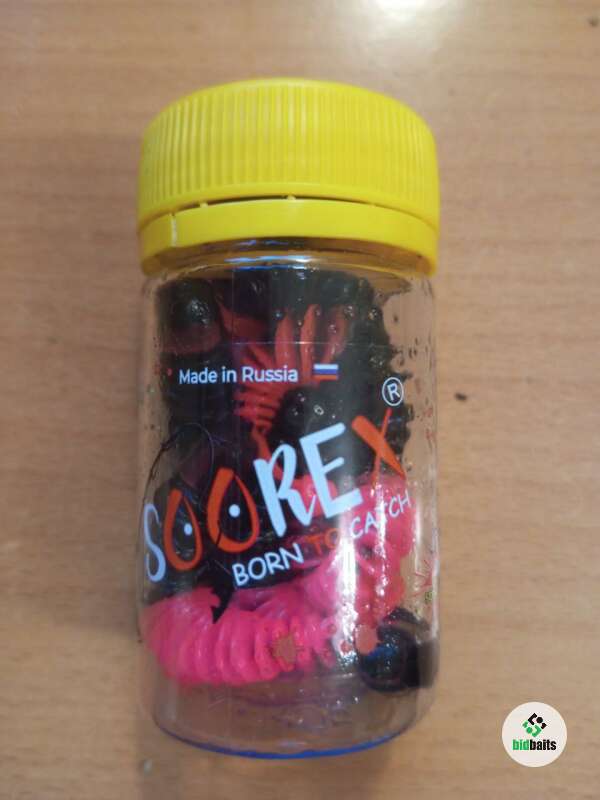 Made in Russia
®
SOOREX
BORN TO CATCH
bidbaits